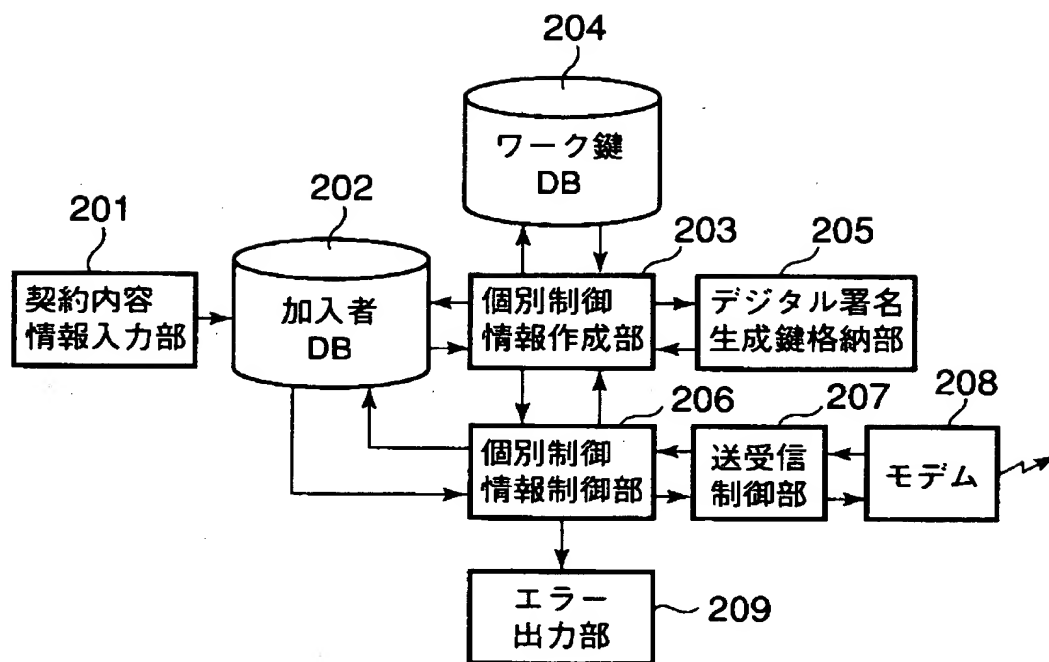 204
ワーク鍵
DB
201
202
203
205
契約内容
情報入力部
加入者
DB
個別制御
情報作成部
デジタル署名
生成鍵格納部
206
207
208
個別制御
情報制御部
送受信
制御部
モデム
エラー
出力部
209